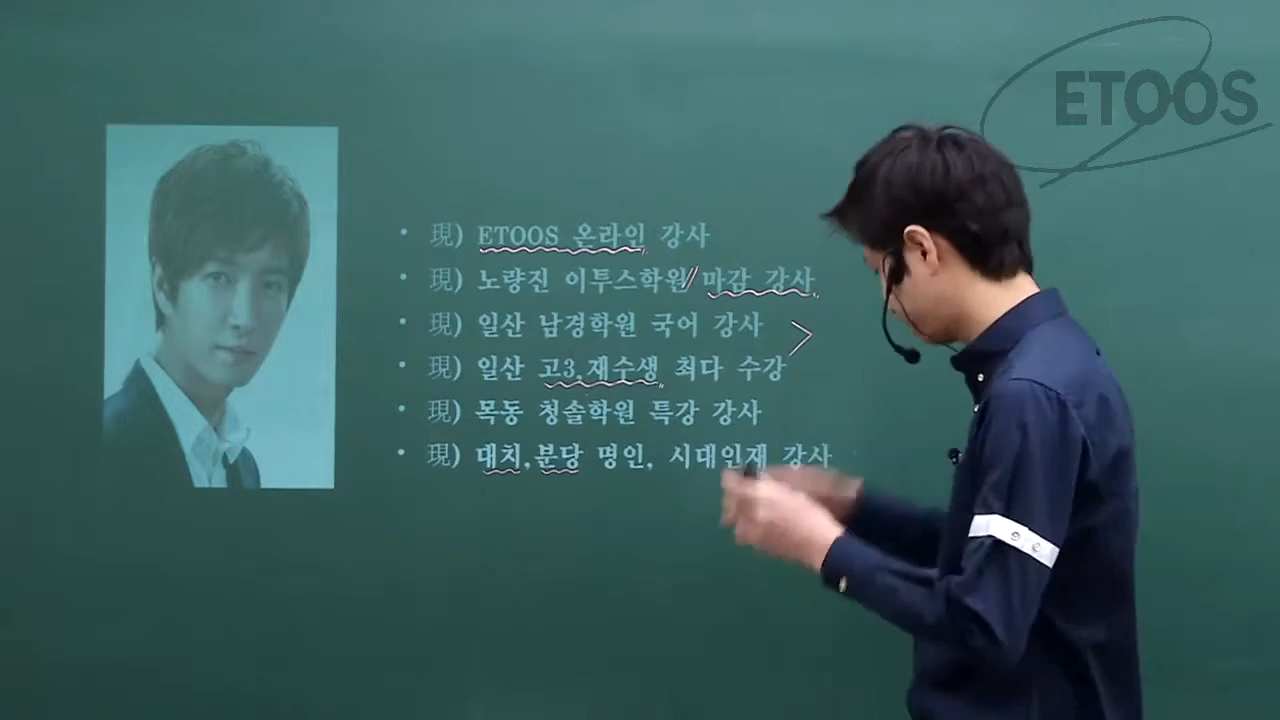 ETOOS
• 現) ETOOS 온라인 강사
• 現) 노량진 이투스학원 마감 강사
• 現) 일산 남경학원 국어 강사
• 現) 일산 고3,재수생 최다 수강
• 現) 목동 청솔학원 특강 강사
• 現) 대치,분당 명인, 시대인재 강사